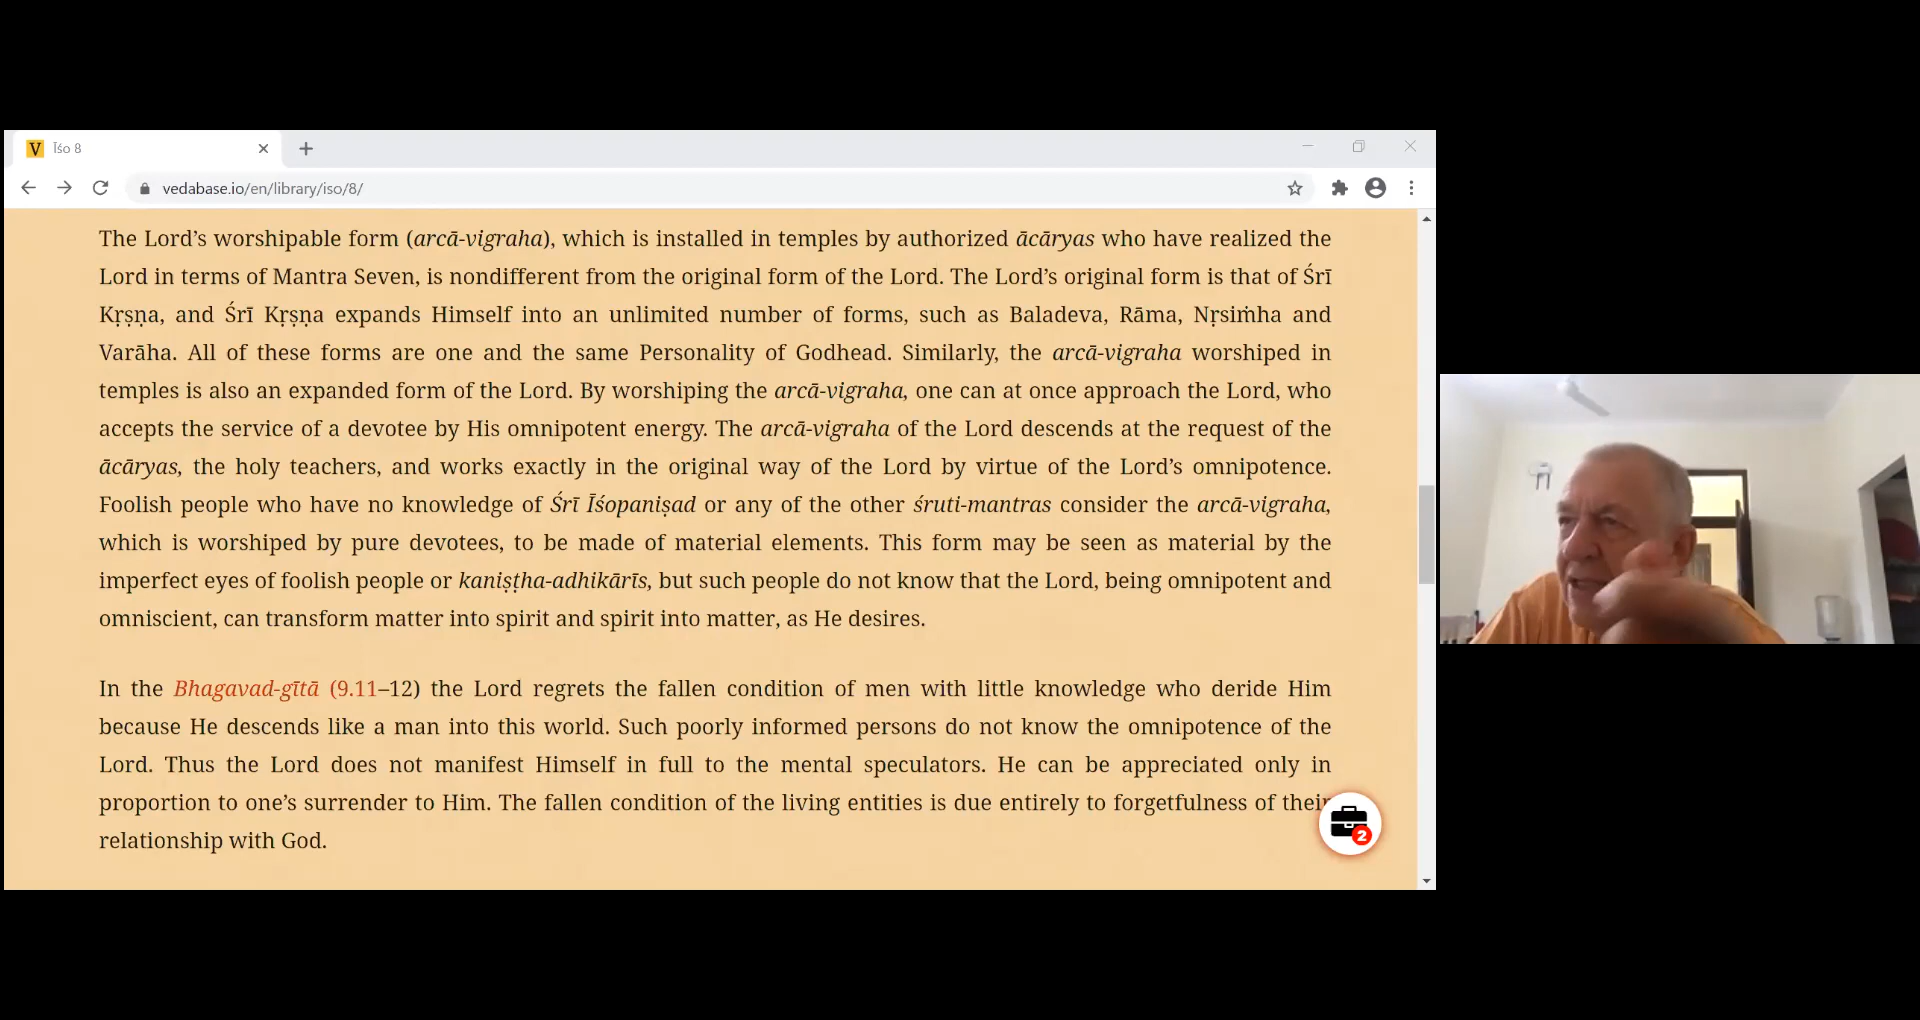 V Īśo 8
vedabase.io/en/library/iso/8/
The Lord’s worshipable form (arcā-vigraha), which is installed in temples by authorized ācāryas who have realized the
Lord in terms of Mantra Seven, is nondifferent from the original form of the Lord. The Lord’s original form is that of Śrī
Kṛṣṇa, and Śrī Kṛṣṇa expands Himself into an unlimited number of forms, such as Baladeva, Rāma, Nṛsiṁha and
Varāha. All of these forms are one and the same Personality of Godhead. Similarly, the arcā-vigraha worshiped in
temples is also an expanded form of the Lord. By worshiping the arcā-vigraha, one can at once approach the Lord, who
accepts the service of a devotee by His omnipotent energy. The arcā-vigraha of the Lord descends at the request of the
ācāryas, the holy teachers, and works exactly in the original way of the Lord by virtue of the Lord’s omnipotence.
Foolish people who have no knowledge of Śrī Īśopaniṣad or any of the other śruti-mantras consider the arcā-vigraha,
which is worshiped by pure devotees, to be made of material elements. This form may be seen as material by the
imperfect eyes of foolish people or kaniṣṭha-adhikārīs, but such people do not know that the Lord, being omnipotent and
omniscient, can transform matter into spirit and spirit into matter, as He desires.
In the Bhagavad-gītā (9.11–12) the Lord regrets the fallen condition of men with little knowledge who deride Him
because He descends like a man into this world. Such poorly informed persons do not know the omnipotence of the
Lord. Thus the Lord does not manifest Himself in full to the mental speculators. He can be appreciated only in
proportion to one’s surrender to Him. The fallen condition of the living entities is due entirely to forgetfulness of their
relationship with God.
2